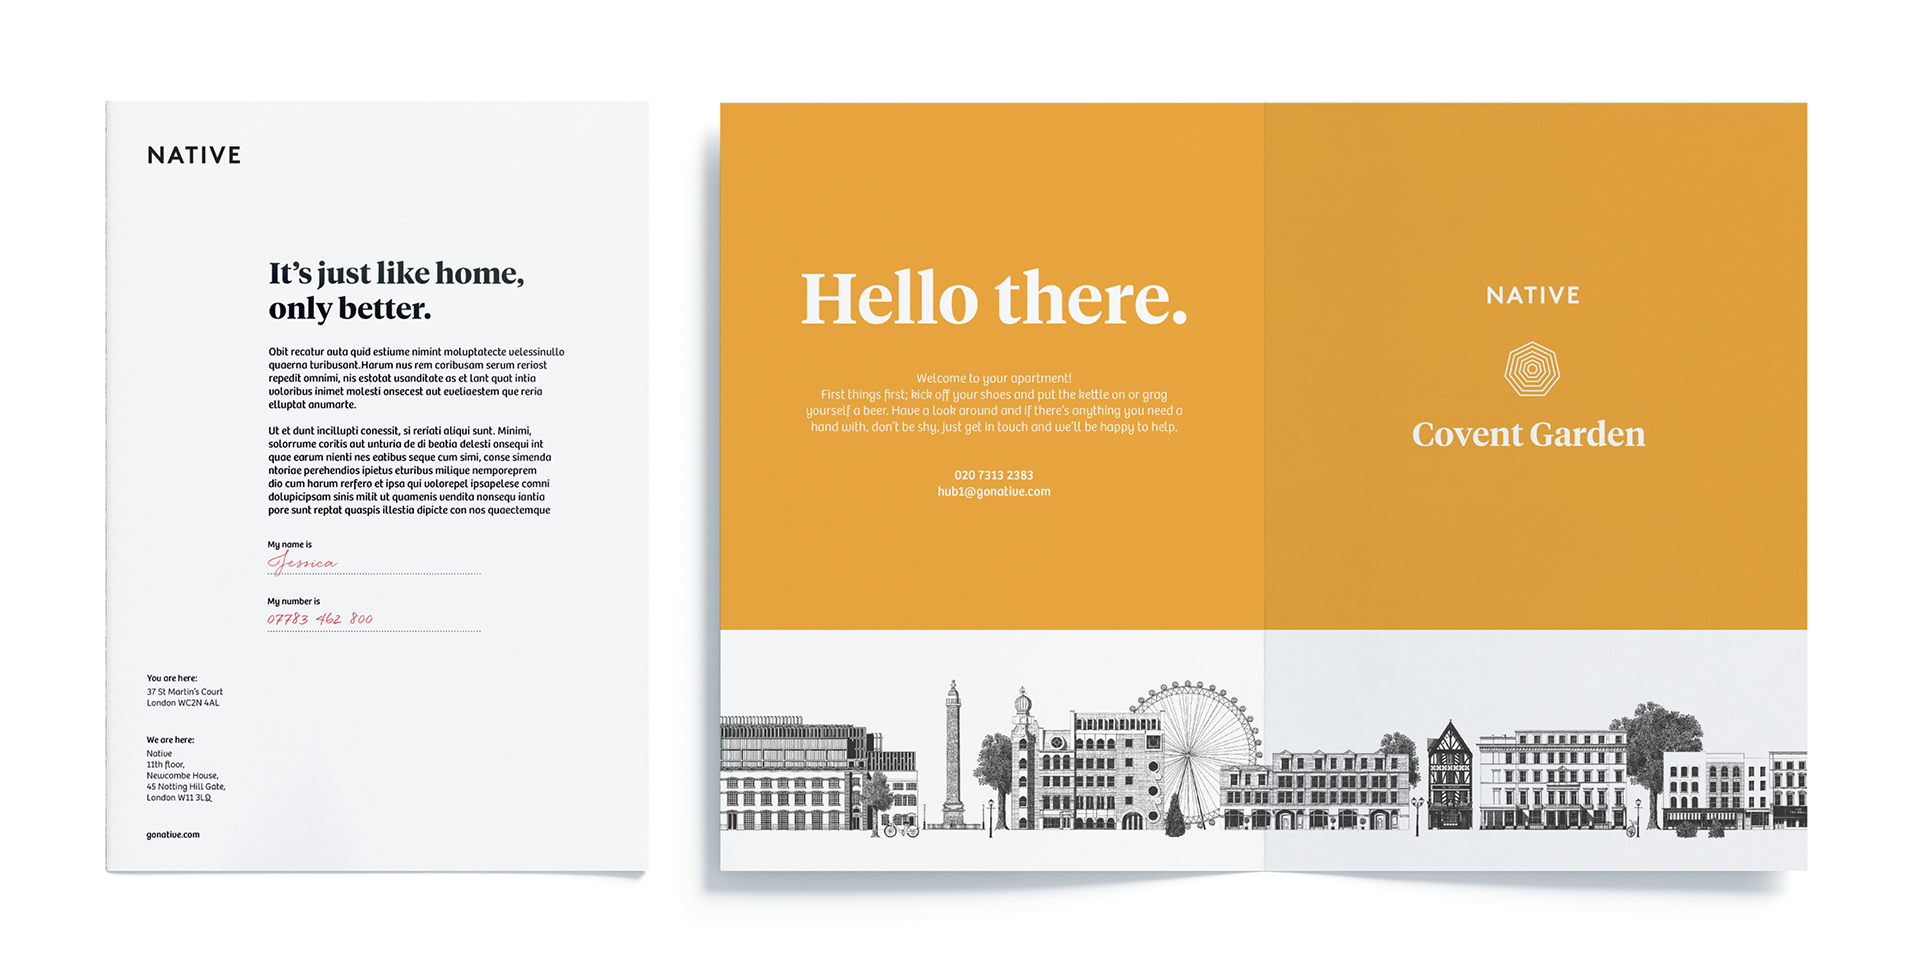 NATIVE
It's just like home,
only better.
Obit recatur auta quid estiume nimint moluptatecte velessinullo
quaerna turibusant.Harum nus rem coribusam serum reriost
repedit omnimi, nis estotat usanditate as et lant quat intia
voloribus inimet molesti onsecest aut eveliaestem que reria
elluptat anumarte.
Ut et dunt incillupti conessit, si reriati aliqui sunt. Minimi,
solorrume coritis aut unturia de di beatia delesti onsequi int
quae earum nienti nes eatibus seque cum simi, conse simenda
ntoriae perehendios ipietus eturibus milique nemporeprem
dio cum harum rerfero et ipsa qui volorepel ipsapelese comni
dolupicipsam sinis milit ut quamenis vendita nonsequ iantia
pore sunt reptat quaspis illestia dipicte con nos quaectemque
My name is
Jessica
My number is
07783 462 800
You are here:
37 St Martin's Court
London WC2N 4AL
We are here:
Native
11th floor,
Newcombe House,
45 Notting Hill Gate,
London W11 3LQ
gonative.com
Hello there.
Welcome to your apartment!
First things first; kick off your shoes and put the kettle on or grag
yourself a beer. Have a look around and if there's anything you need a
hand with, don't be shy, just get in touch and we'll be happy to help.
020 7313 2383
hub1@gonative.com
NATIVE
Covent Garden